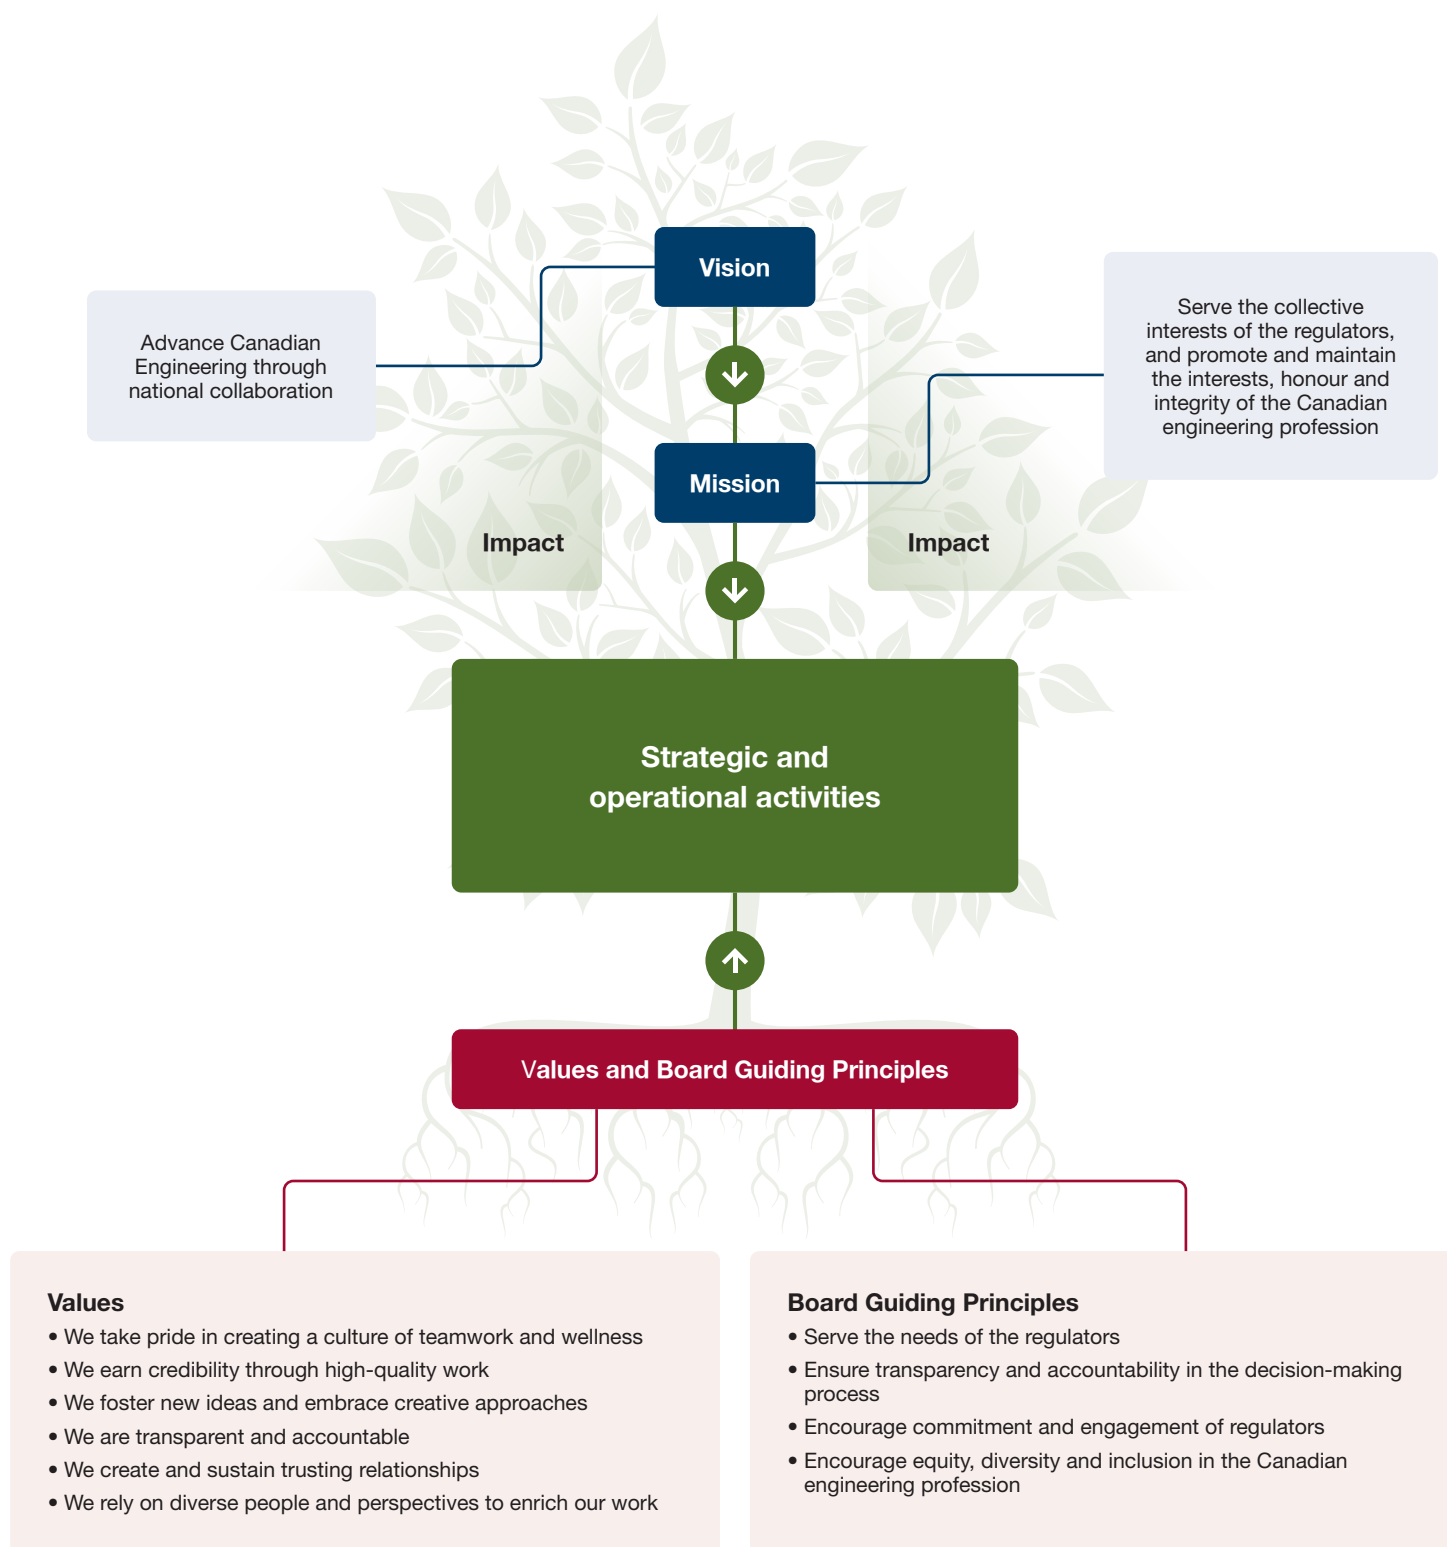 Vision
Advance Canadian
Engineering through
national collaboration
Serve the collective
interests of the regulators,
and promote and maintain
the interests, honour and
integrity of the Canadian
engineering profession
Mission
Impact
Impact
Strategic and
operational activities
Values and Board Guiding Principles
Values
• We take pride in creating a culture of teamwork and wellness
• We earn credibility through high-quality work
• We foster new ideas and embrace creative approaches
• We are transparent and accountable
• We create and sustain trusting relationships
• We rely on diverse people and perspectives to enrich our work
Board Guiding Principles
• Serve the needs of the regulators
• Ensure transparency and accountability in the decision-making
process
• Encourage commitment and engagement of regulators
• Encourage equity, diversity and inclusion in the Canadian
engineering profession